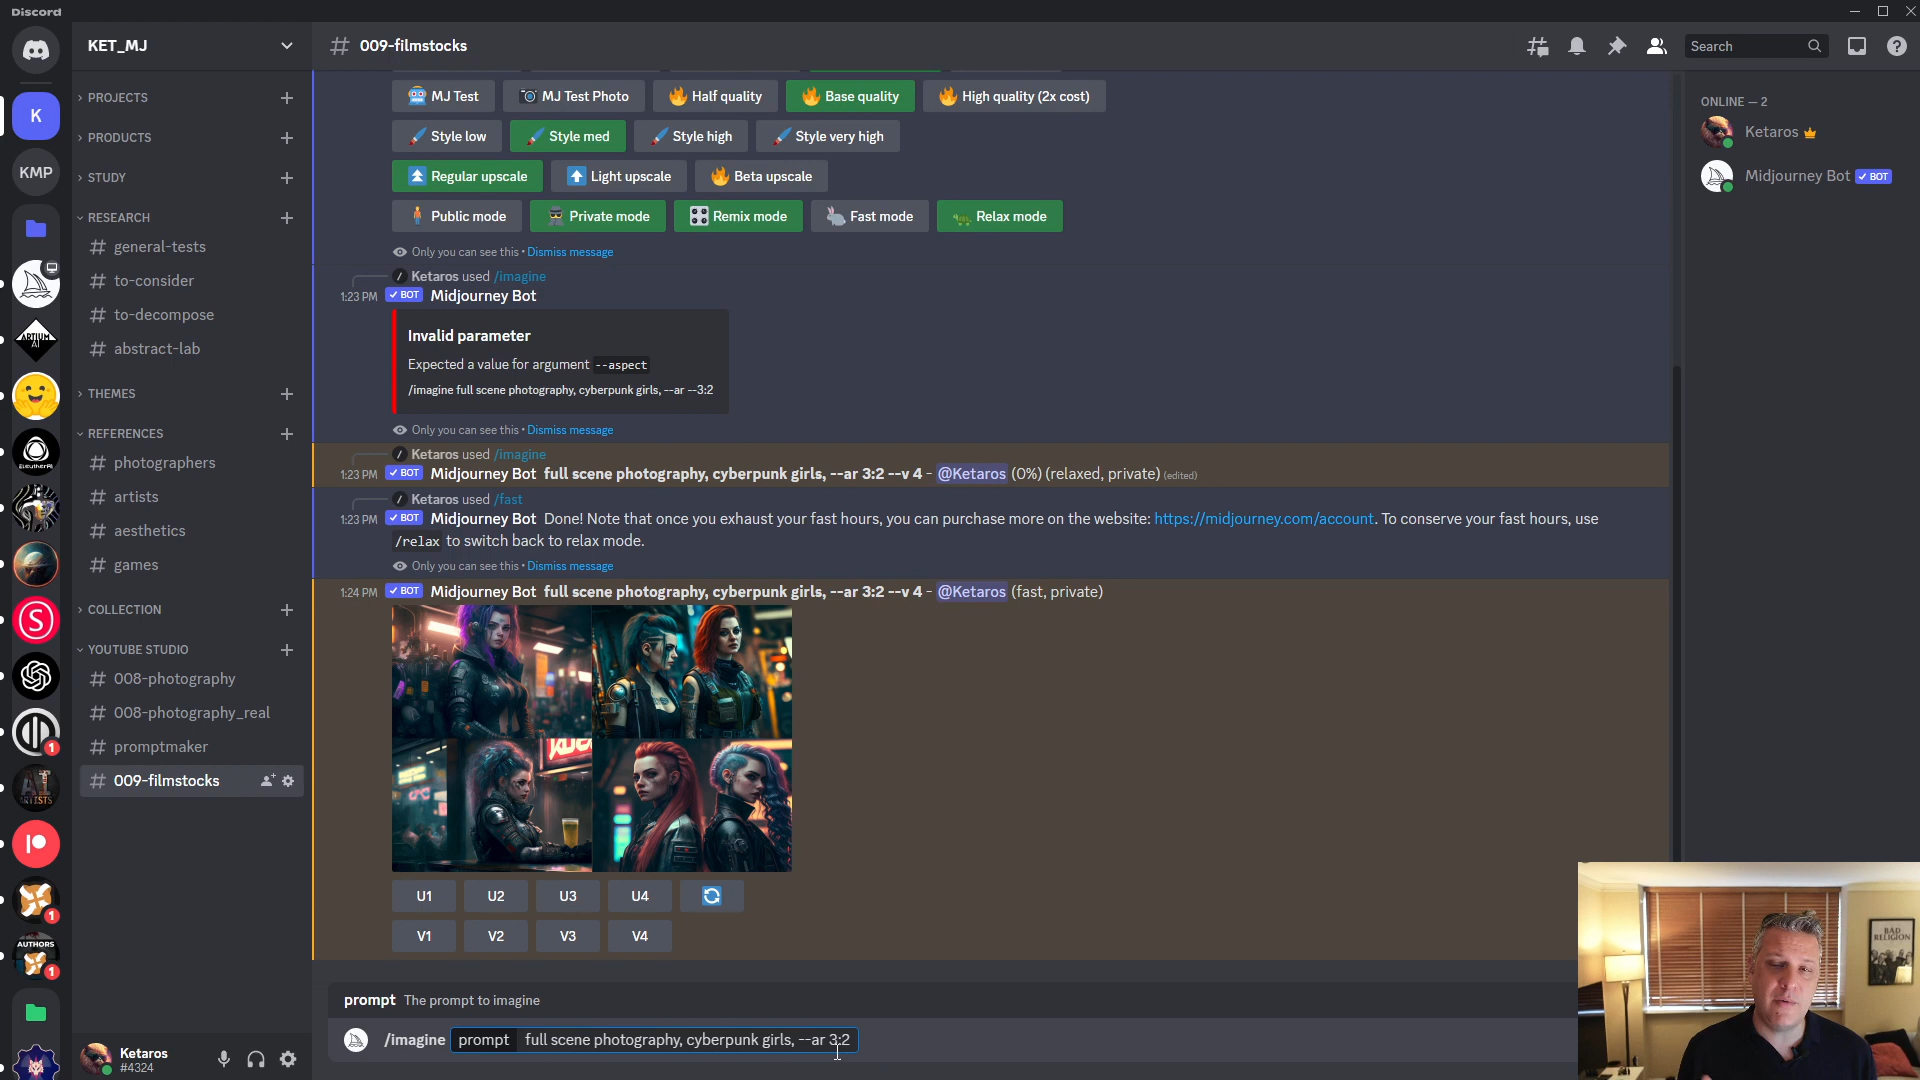 Discord
KET_MJ
009-filmstocks
Search
K
KMP
ARTIUM
AI
EleutherAI
S
1
AI
ARTISTS
1
AUTHORS
1
PROJECTS
PRODUCTS
STUDY
RESEARCH
general-tests
to-consider
to-decompose
abstract-lab
THEMES
REFERENCES
photographers
artists
aesthetics
games
COLLECTION
YOUTUBE STUDIO
008-photography
008-photography_real
promptmaker
009-filmstocks
Ketaros
#4324
MJ Test MJ Test Photo Half quality Base quality High quality (2x cost)
Style low Style med Style high Style very high
Regular upscale Light upscale Beta upscale
Public mode Private mode Remix mode Fast mode Relax mode
Only you can see this • Dismiss message
Ketaros used /imagine
1:23 PM BOT Midjourney Bot
Invalid parameter
Expected a value for argument --aspect
/imagine full scene photography, cyberpunk girls, --ar --3:2
Only you can see this • Dismiss message
Ketaros used /imagine
1:23 PM BOT Midjourney Bot full scene photography, cyberpunk girls, --ar 3:2 --v 4 - @Ketaros (0%) (relaxed, private) (edited)
Ketaros used /fast
1:23 PM BOT Midjourney Bot Done! Note that once you exhaust your fast hours, you can purchase more on the website: https://midjourney.com/account. To conserve your fast hours, use
/relax to switch back to relax mode.
Only you can see this • Dismiss message
1:24 PM BOT Midjourney Bot full scene photography, cyberpunk girls, --ar 3:2 --v 4 - @Ketaros (fast, private)
U1 U2 U3 U4
V1 V2 V3 V4
prompt The prompt to imagine
/imagine prompt full scene photography, cyberpunk girls, --ar 3:2
ONLINE — 2
Ketaros
Midjourney Bot BOT
BAD
RELIGION